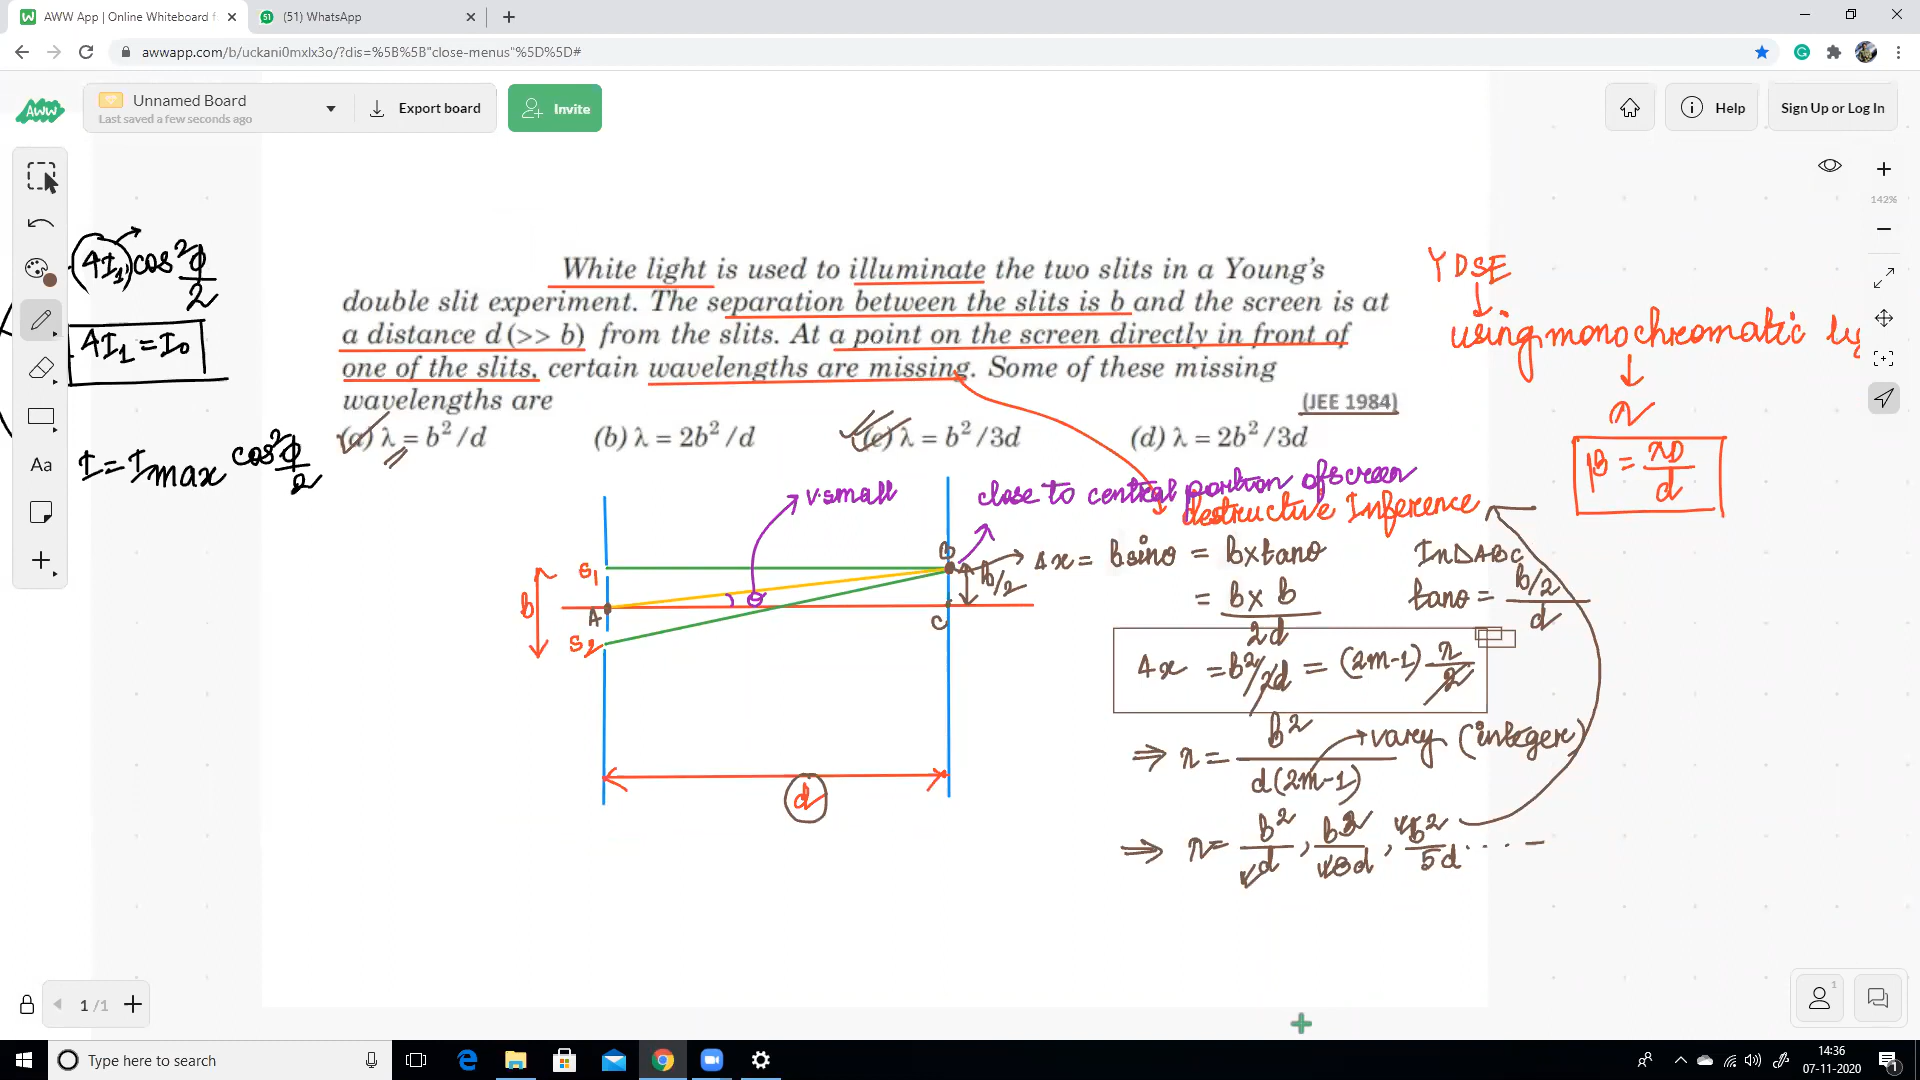 AWW App | Online Whiteboard f
(51) WhatsApp
awwapp.com/b/uckani0mxlx3o/?dis=%5B%5B"close-menus"%5D%5D#
AWW
Unnamed Board
Last saved a few seconds ago
Export board
Invite
Help
Sign Up or Log In
142%
4I₁ cos²ϕ/2
4I₁ = I₀
I = Imax cos²ϕ/2
White light is used to illuminate the two slits in a Young's
double slit experiment. The separation between the slits is b and the screen is at
a distance d (>> b) from the slits. At a point on the screen directly in front of
one of the slits, certain wavelengths are missing. Some of these missing
wavelengths are
(JEE 1984)
(a) λ = b²/d
(b) λ = 2b²/d
(c) λ = b²/3d
(d) λ = 2b²/3d
YDSE
using monochromatic
λ
β = λD/d
v.small
close to central portion of screen
destructive Inference
S₁
b
A
S₂
θ
B
b/2
C
d
Δx = b sinθ = b x tanθ
= b x b/2d
In Δ ABC
tanθ = b/2/d
Δx = b²/2d = (2m-1) λ/2
⇒ λ = b²/d(2m-1)
vary (integer)
⇒ λ = b²/d, b²/3d, b²/5d ....
Aa
1 /1
1
Type here to search
14:36
07-11-2020
1